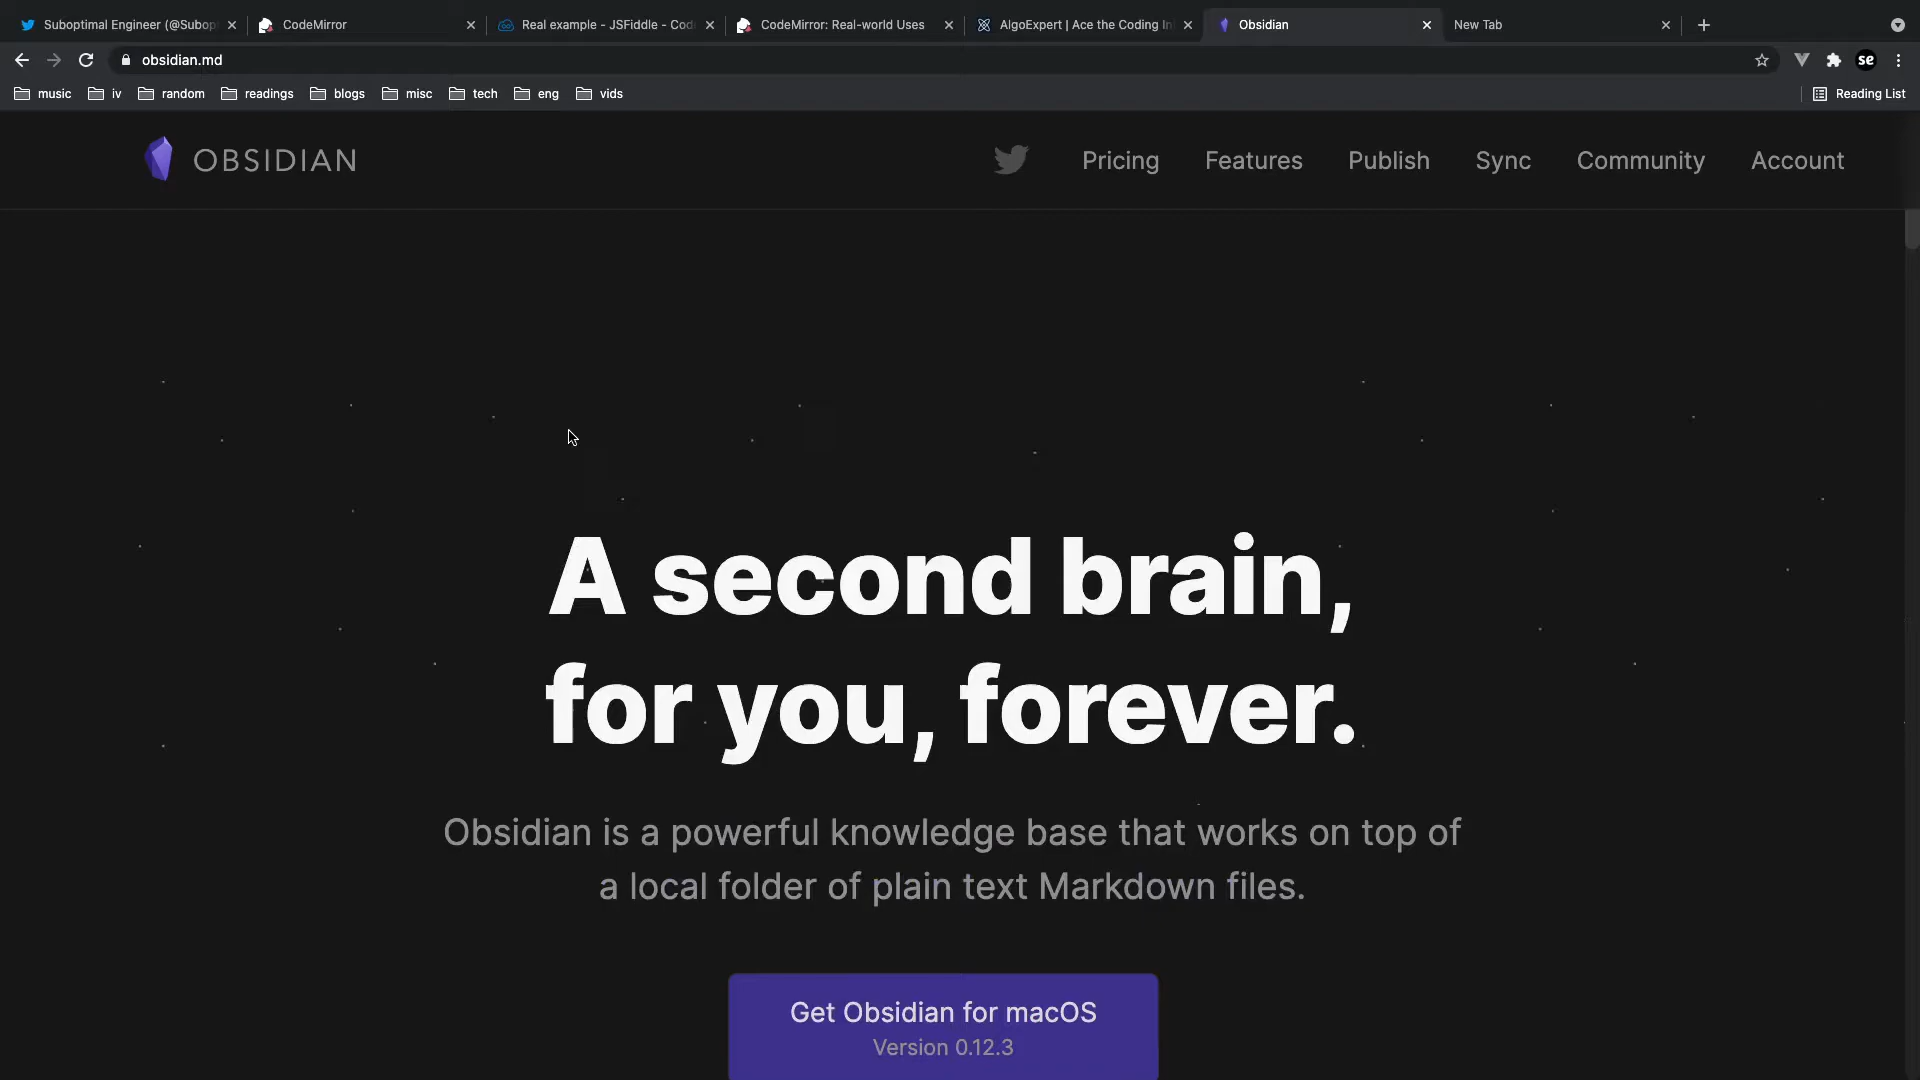 Suboptimal Engineer (@Subop
CodeMirror
Real example - JSFiddle - Cod
CodeMirror: Real-world Uses
AlgoExpert | Ace the Coding In
Obsidian
New Tab
obsidian.md
se
music
iv
random
readings
blogs
misc
tech
eng
vids
Reading List
OBSIDIAN
Pricing
Features
Publish
Sync
Community
Account
A second brain,
for you, forever.
Obsidian is a powerful knowledge base that works on top of
a local folder of plain text Markdown files.
Get Obsidian for macOS
Version 0.12.3